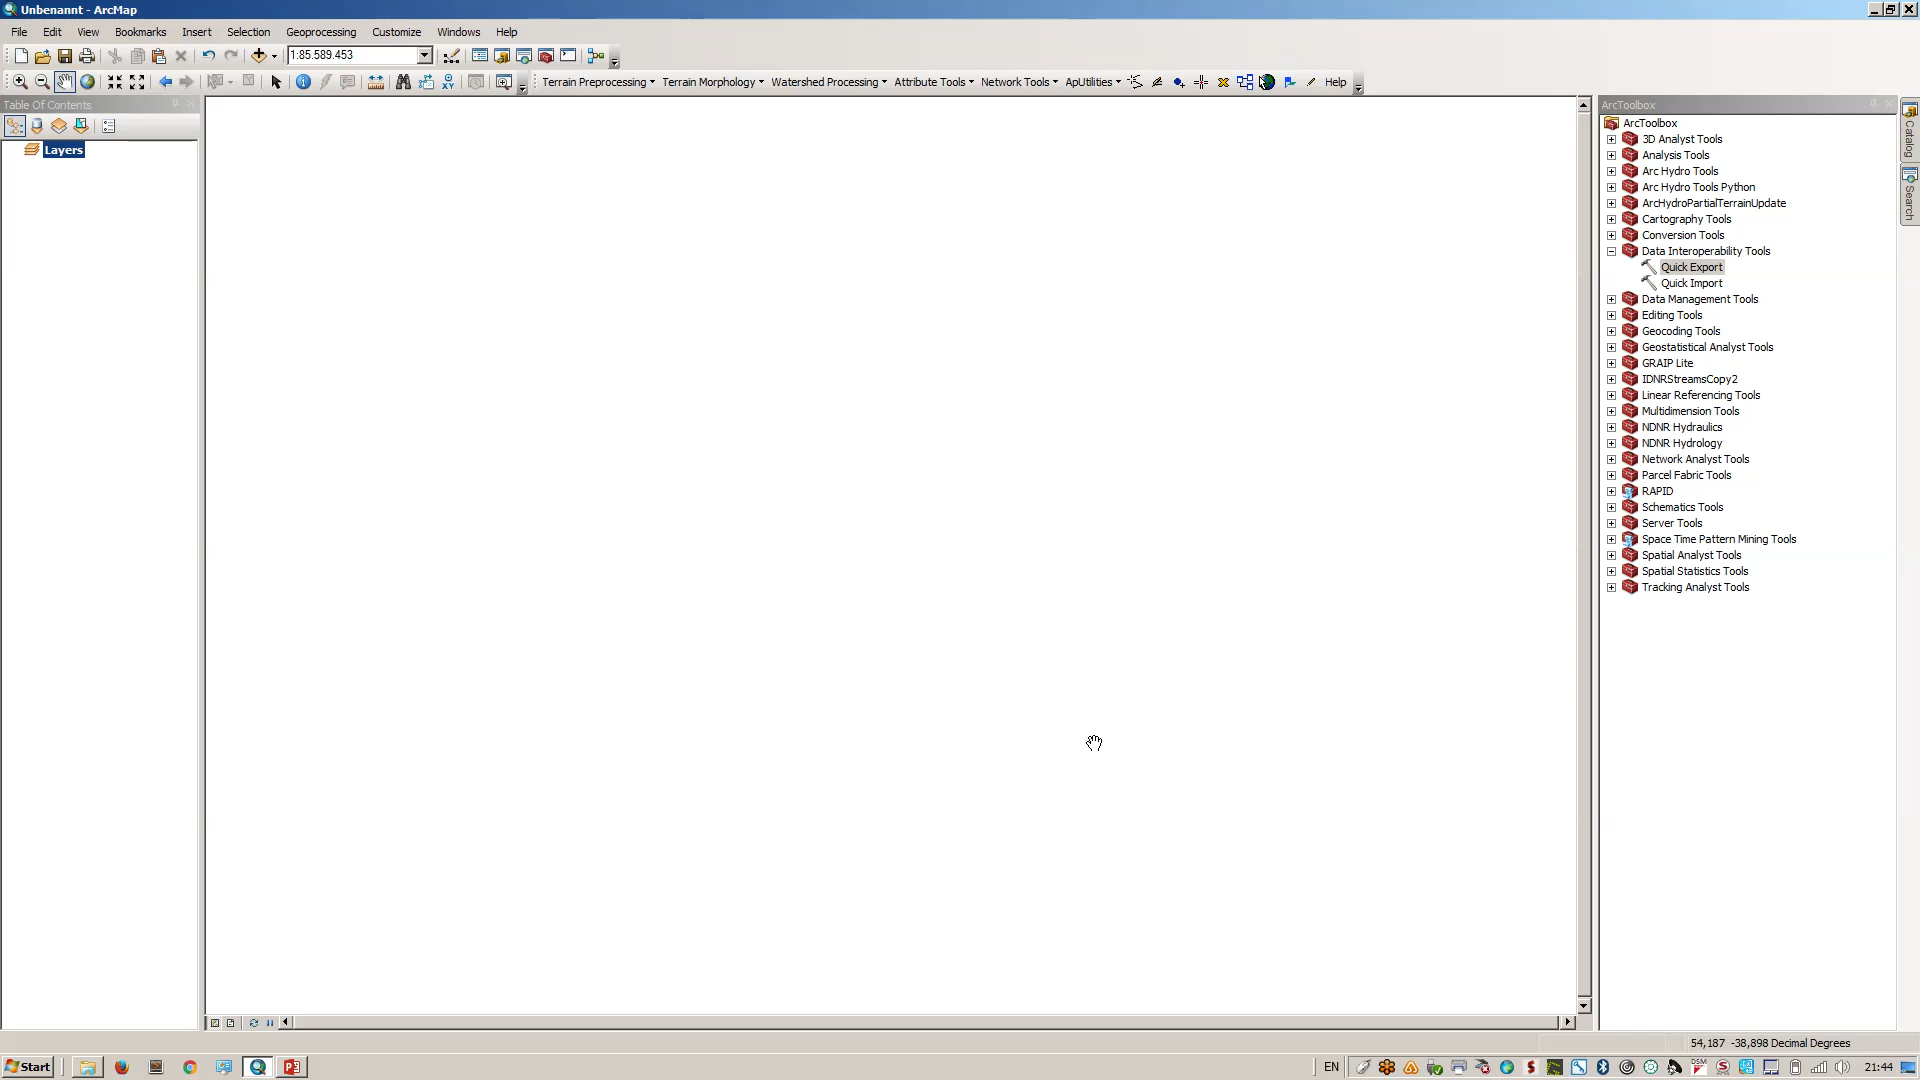 Unbenannt - ArcMap
File Edit View Bookmarks Insert Selection Geoprocessing Customize Windows Help
1:85.589.453
Terrain Preprocessing Terrain Morphology Watershed Processing Attribute Tools Network Tools ApUtilities Help
Table Of Contents
Layers
ArcToolbox
ArcToolbox
3D Analyst Tools
Analysis Tools
Arc Hydro Tools
Arc Hydro Tools Python
ArcHydroPartialTerrainUpdate
Cartography Tools
Conversion Tools
Data Interoperability Tools
Quick Export
Quick Import
Data Management Tools
Editing Tools
Geocoding Tools
Geostatistical Analyst Tools
GRAIP Lite
IDNRStreamsCopy2
Linear Referencing Tools
Multidimension Tools
NDNR Hydraulics
NDNR Hydrology
Network Analyst Tools
Parcel Fabric Tools
RAPID
Schematics Tools
Server Tools
Space Time Pattern Mining Tools
Spatial Analyst Tools
Spatial Statistics Tools
Tracking Analyst Tools
Catalog
Search
54,187 -38,898 Decimal Degrees
Start
EN
DSM
21:44